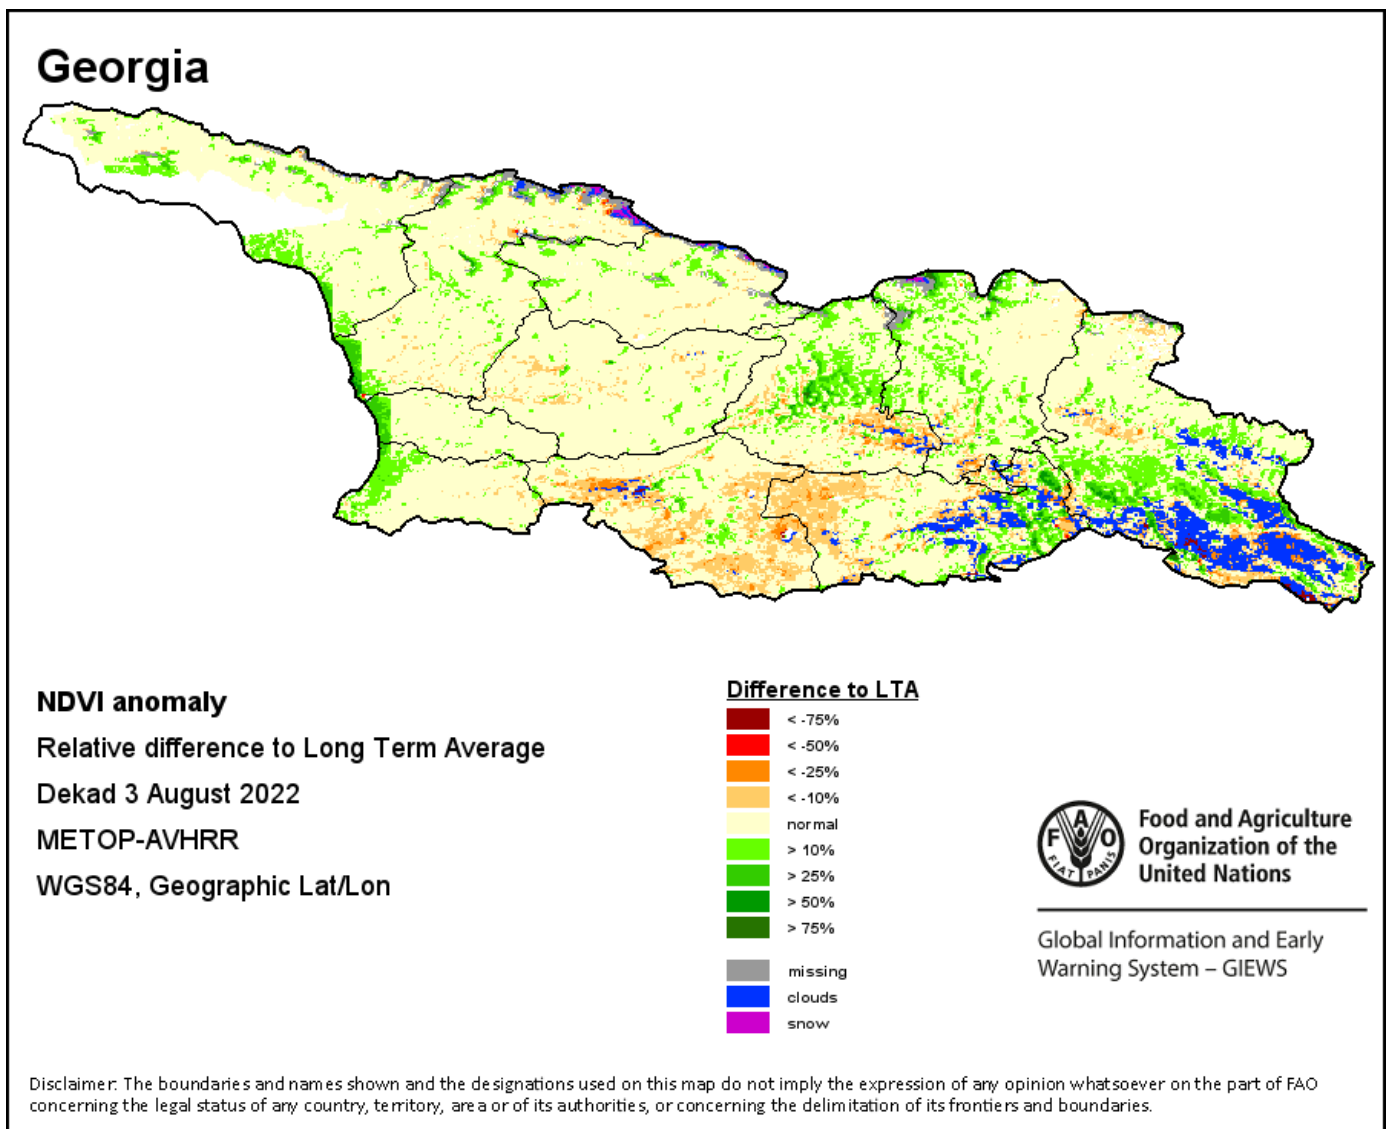 Georgia
NDVI anomaly
Relative difference to Long Term Average
Dekad 3 August 2022
METOP-AVHRR
WGS84, Geographic Lat/Lon
Difference to LTA
< -75%
< -50%
< -25%
< -10%
normal
> 10%
> 25%
> 50%
> 75%
missing
clouds
snow
F A O
FIAT PANIS
Food and Agriculture
Organization of the
United Nations
Global Information and Early
Warning System – GIEWS
Disclaimer: The boundaries and names shown and the designations used on this map do not imply the expression of any opinion whatsoever on the part of FAO
concerning the legal status of any country, territory, area or of its authorities, or concerning the delimitation of its frontiers and boundaries.